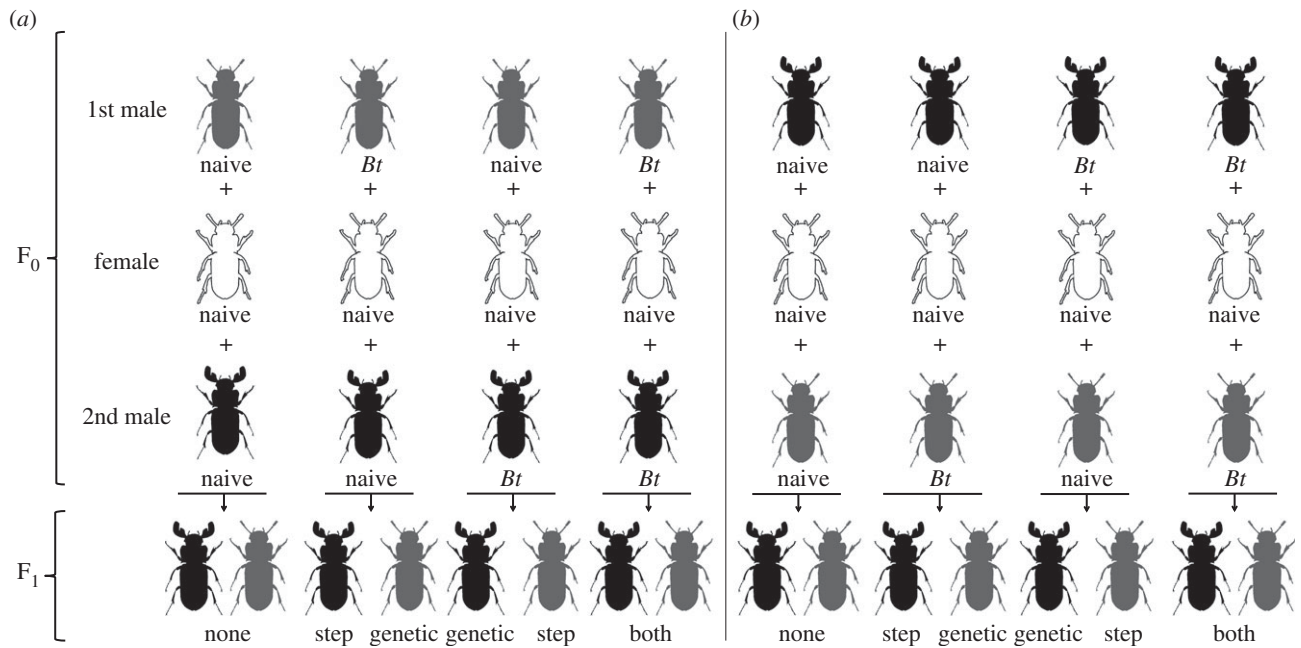 (a) (b)
1st male
naive Bt naive Bt naive naive Bt Bt
+ + + + + + + +
F0 female
naive naive naive naive naive naive naive naive
+ + + + + + + +
2nd male
naive naive Bt Bt naive Bt naive Bt
F1
none step genetic genetic step both none step genetic genetic step both